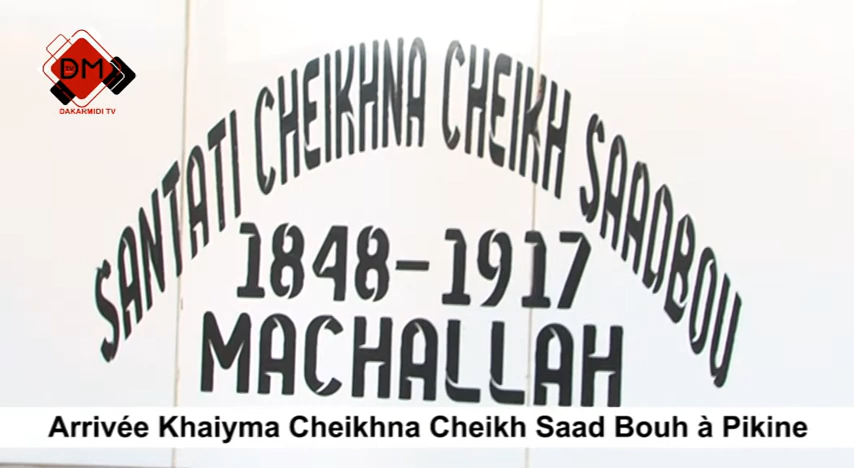 DM
DAKARMIDI TV
SANTATI CHEIKHNA CHEIKH SAADBOU
1848-1917
MACHALLAH
Arrivée Khaiyma Cheikhna Cheikh Saad Bouh à Pikine